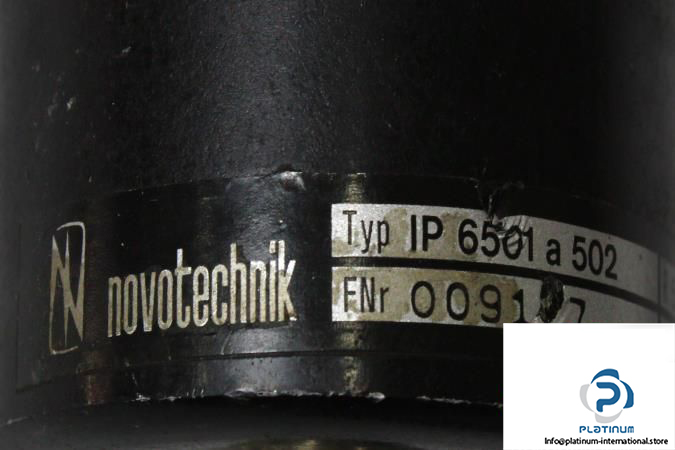 novotechnik
Typ IP 6501 a 502
FNr
PLATINUM
Info@platinum-international.store